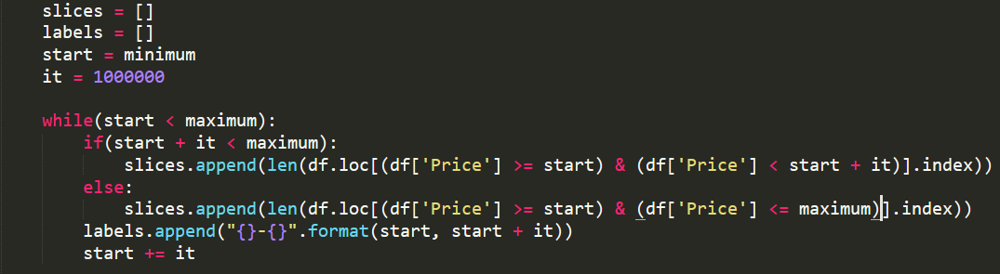 slices = []
labels = []
start = minimum
it = 1000000
while(start < maximum):
if(start + it < maximum):
slices.append(len(df.loc[(df['Price'] >= start) & (df['Price'] < start + it)].index))
else:
slices.append(len(df.loc[(df['Price'] >= start) & (df['Price'] <= maximum)].index))
labels.append("{}-{}".format(start, start + it))
start += it